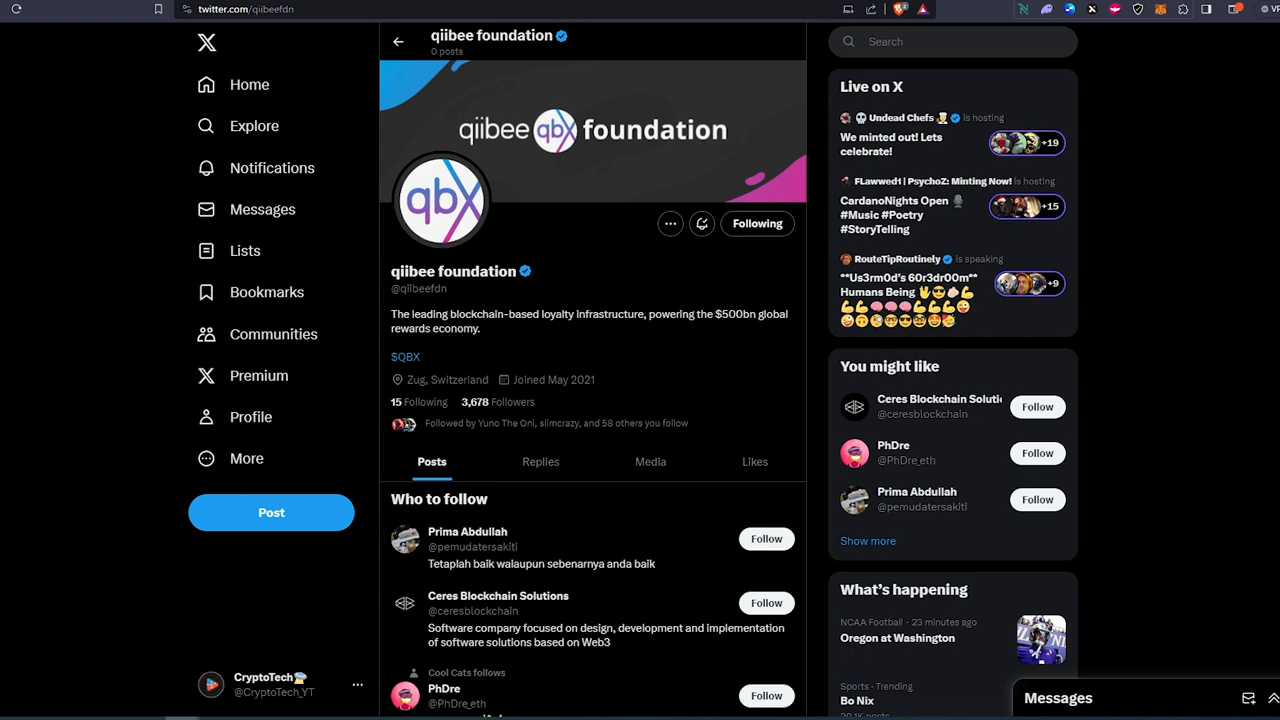 twitter.com/qiibeefdn
2
VP
Home
Explore
Notifications
Messages
Lists
Bookmarks
Communities
Premium
Profile
More
Post
CryptoTech
@CryptoTech_YT
qiibee foundation
0 posts
qiibee qbx foundation
qbx
Following
qiibee foundation
@qiibeefdn
The leading blockchain-based loyalty infrastructure, powering the $500bn global
rewards economy.
$QBX
Zug, Switzerland Joined May 2021
15 Following 3,678 Followers
Followed by Yuno The Oni, slimcrazy, and 58 others you follow
Posts Replies Media Likes
Who to follow
Prima Abdullah
@pemudatersakiti
Follow
Tetaplah baik walaupun sebenarnya anda baik
Ceres Blockchain Solutions
@ceresblockchain
Follow
Software company focused on design, development and implementation
of software solutions based on Web3
Cool Cats follows
PhDre
@PhDre_eth
Follow
Search
Live on X
Undead Chefs is hosting
We minted out! Lets
celebrate!
+19
FLawwed1 | PsychoZ: Minting Now! is hosting
CardanoNights Open
#Music #Poetry
#StoryTelling
+15
RouteTipRoutinely is speaking
**Us3rm0d's 60r3dr00m**
Humans Being
+9
You might like
Ceres Blockchain Soluti
@ceresblockchain
Follow
PhDre
@PhDre_eth
Follow
Prima Abdullah
@pemudatersakiti
Follow
Show more
What's happening
NCAA Football · 23 minutes ago
Oregon at Washington
Sports · Trending
Bo Nix
Messages